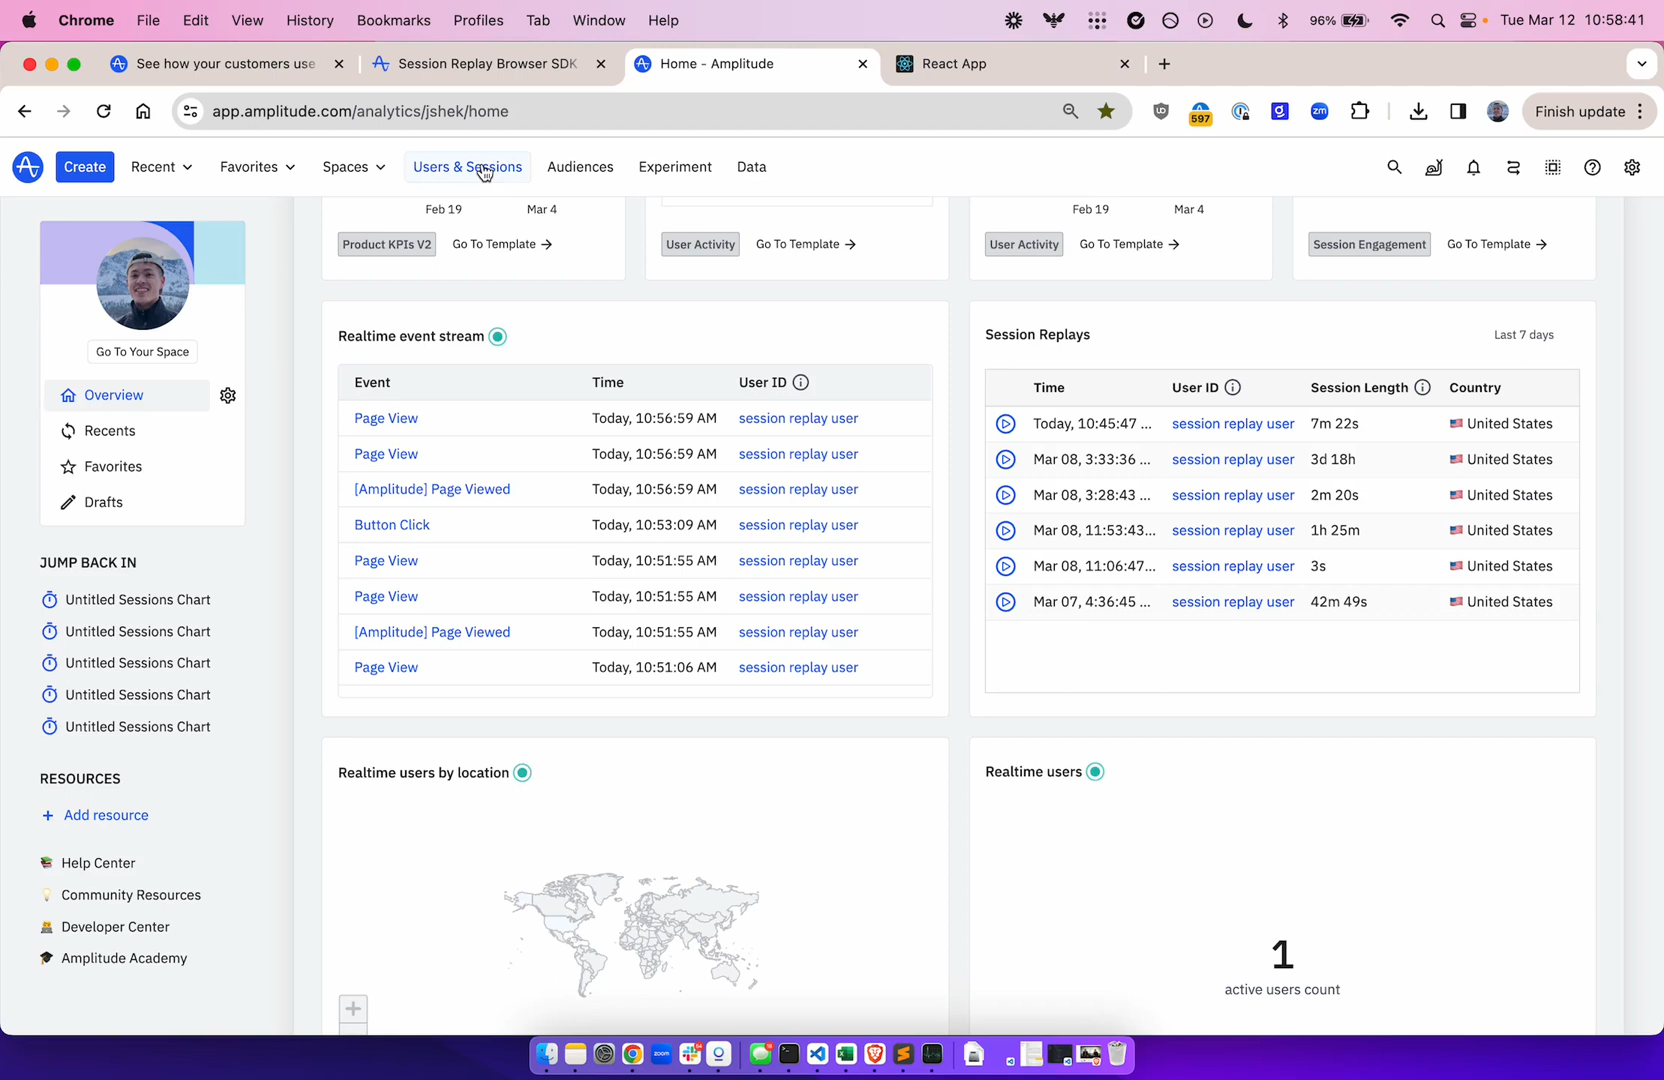 Chrome File Edit View History Bookmarks Profiles Tab Window Help 96% Tue Mar 12 10:58:41
See how your customers use Session Replay Browser SDK Home - Amplitude React App
app.amplitude.com/analytics/jshek/home 597 zm Finish update
Create Recent Favorites Spaces Users & Sessions Audiences Experiment Data
Feb 19 Mar 4 Feb 19 Mar 4
Product KPIs V2 Go To Template → User Activity Go To Template → User Activity Go To Template → Session Engagement Go To Template →
Go To Your Space
Overview
Recents
Favorites
Drafts
JUMP BACK IN
Untitled Sessions Chart
Untitled Sessions Chart
Untitled Sessions Chart
Untitled Sessions Chart
Untitled Sessions Chart
RESOURCES
+ Add resource
Help Center
Community Resources
Developer Center
Amplitude Academy
Realtime event stream
Event Time User ID
Page View Today, 10:56:59 AM session replay user
Page View Today, 10:56:59 AM session replay user
[Amplitude] Page Viewed Today, 10:56:59 AM session replay user
Button Click Today, 10:53:09 AM session replay user
Page View Today, 10:51:55 AM session replay user
Page View Today, 10:51:55 AM session replay user
[Amplitude] Page Viewed Today, 10:51:55 AM session replay user
Page View Today, 10:51:06 AM session replay user
Session Replays Last 7 days
Time User ID Session Length Country
Today, 10:45:47 ... session replay user 7m 22s United States
Mar 08, 3:33:36 ... session replay user 3d 18h United States
Mar 08, 3:28:43 ... session replay user 2m 20s United States
Mar 08, 11:53:43... session replay user 1h 25m United States
Mar 08, 11:06:47... session replay user 3s United States
Mar 07, 4:36:45 ... session replay user 42m 49s United States
Realtime users by location
+
Realtime users
1
active users count
zoom